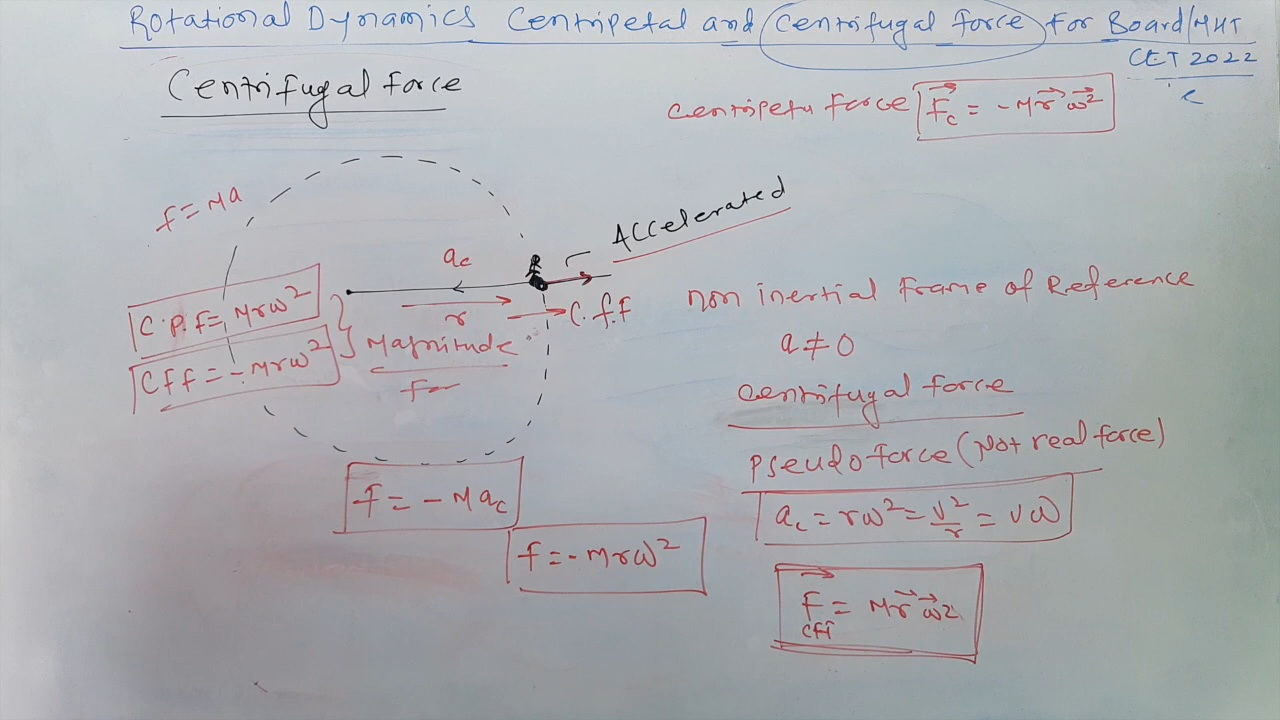 Rotational Dynamics Centripetal and Centrifugal force For Board/MHT
CET 2022
Centrifugal force
Centripetu Force F⃗c = -Mr⃗ω⃗²
f = Ma
Accelerated
ac
r
C.f.f
C.P.f = Mrω²
Cff = -Mrω²
Magnitude
non inertial Frame of Reference
a ≠ 0
Centrifugal force
Pseudo force (Not real force)
f = -Mac
ac = rω² = v²/r = vω
f = -Mrω²
F⃗ = Mr⃗ω⃗²
Cff